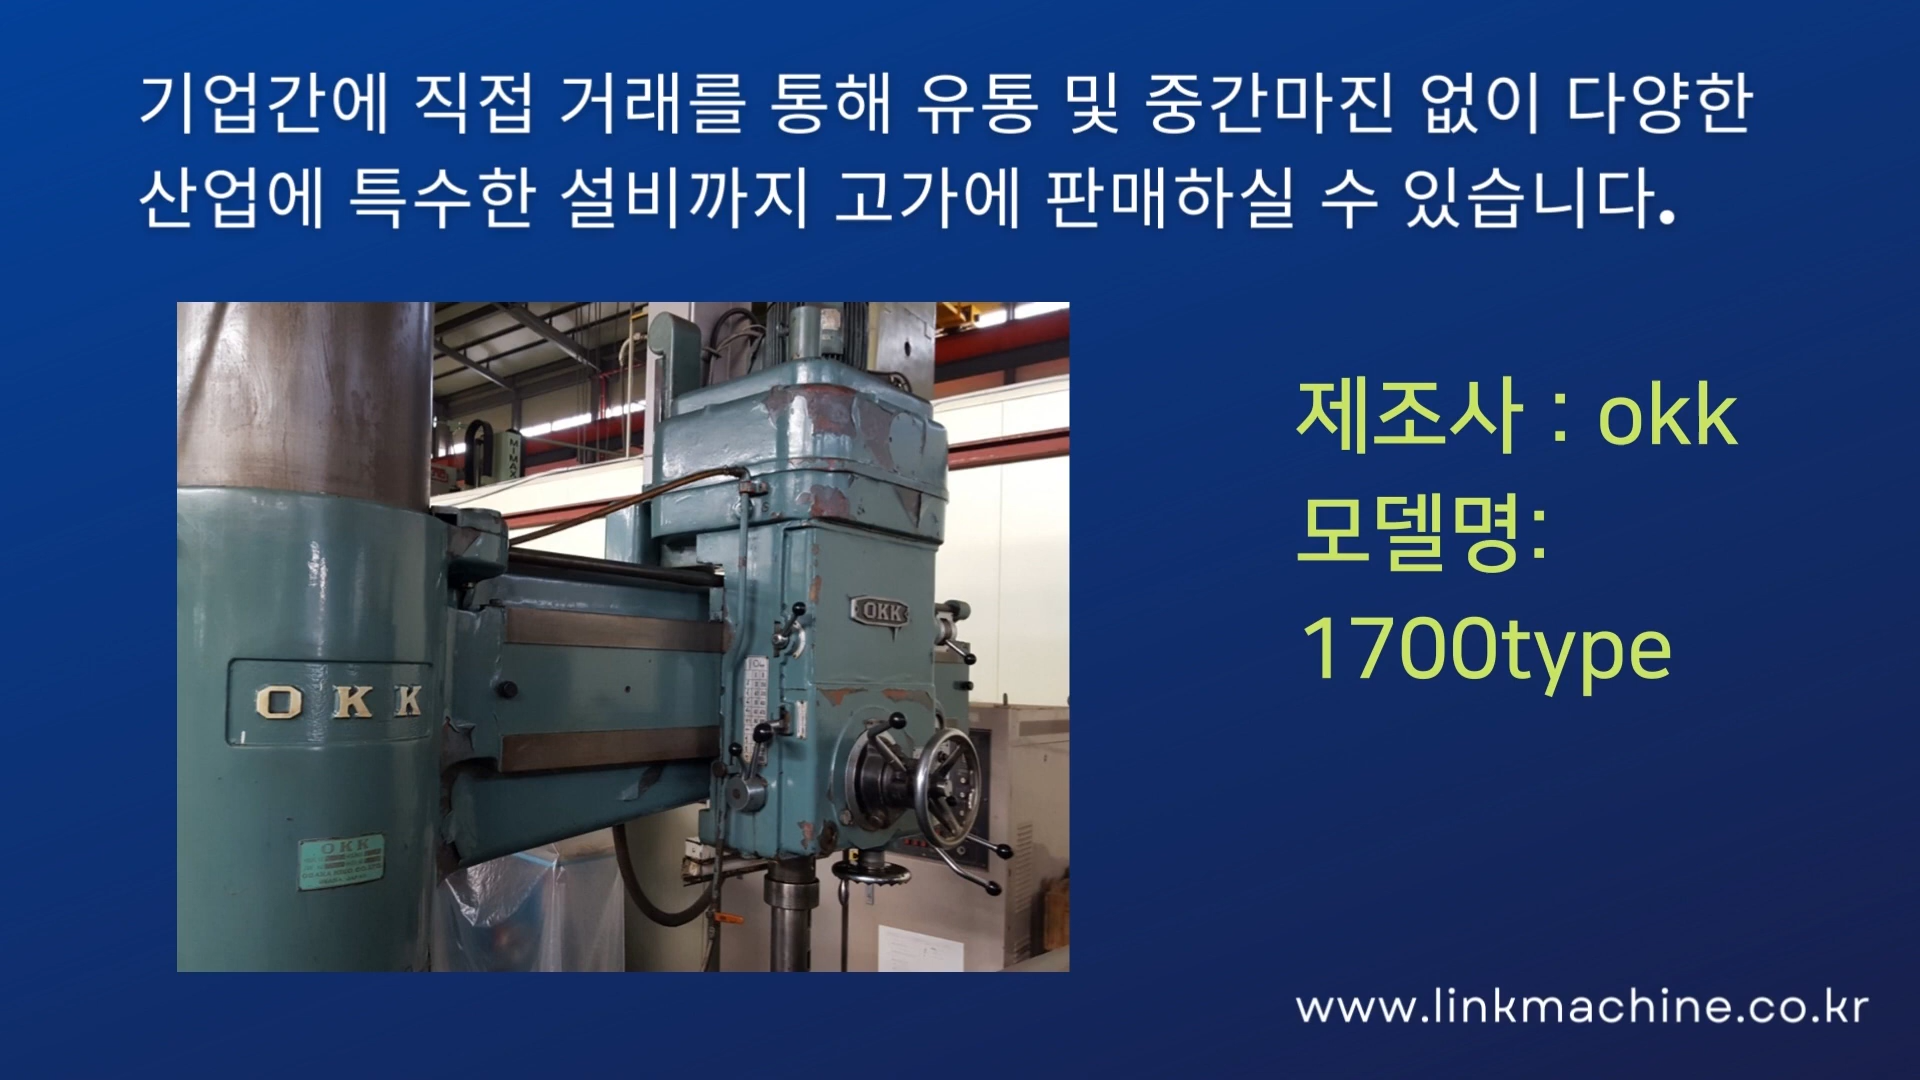 기업간에 직접 거래를 통해 유통 및 중간마진 없이 다양한
산업에 특수한 설비까지 고가에 판매하실 수 있습니다.
제조사 : okk
모델명:
1700type
MIMAX
OKK
OKK
OKK
www.linkmachine.co.kr